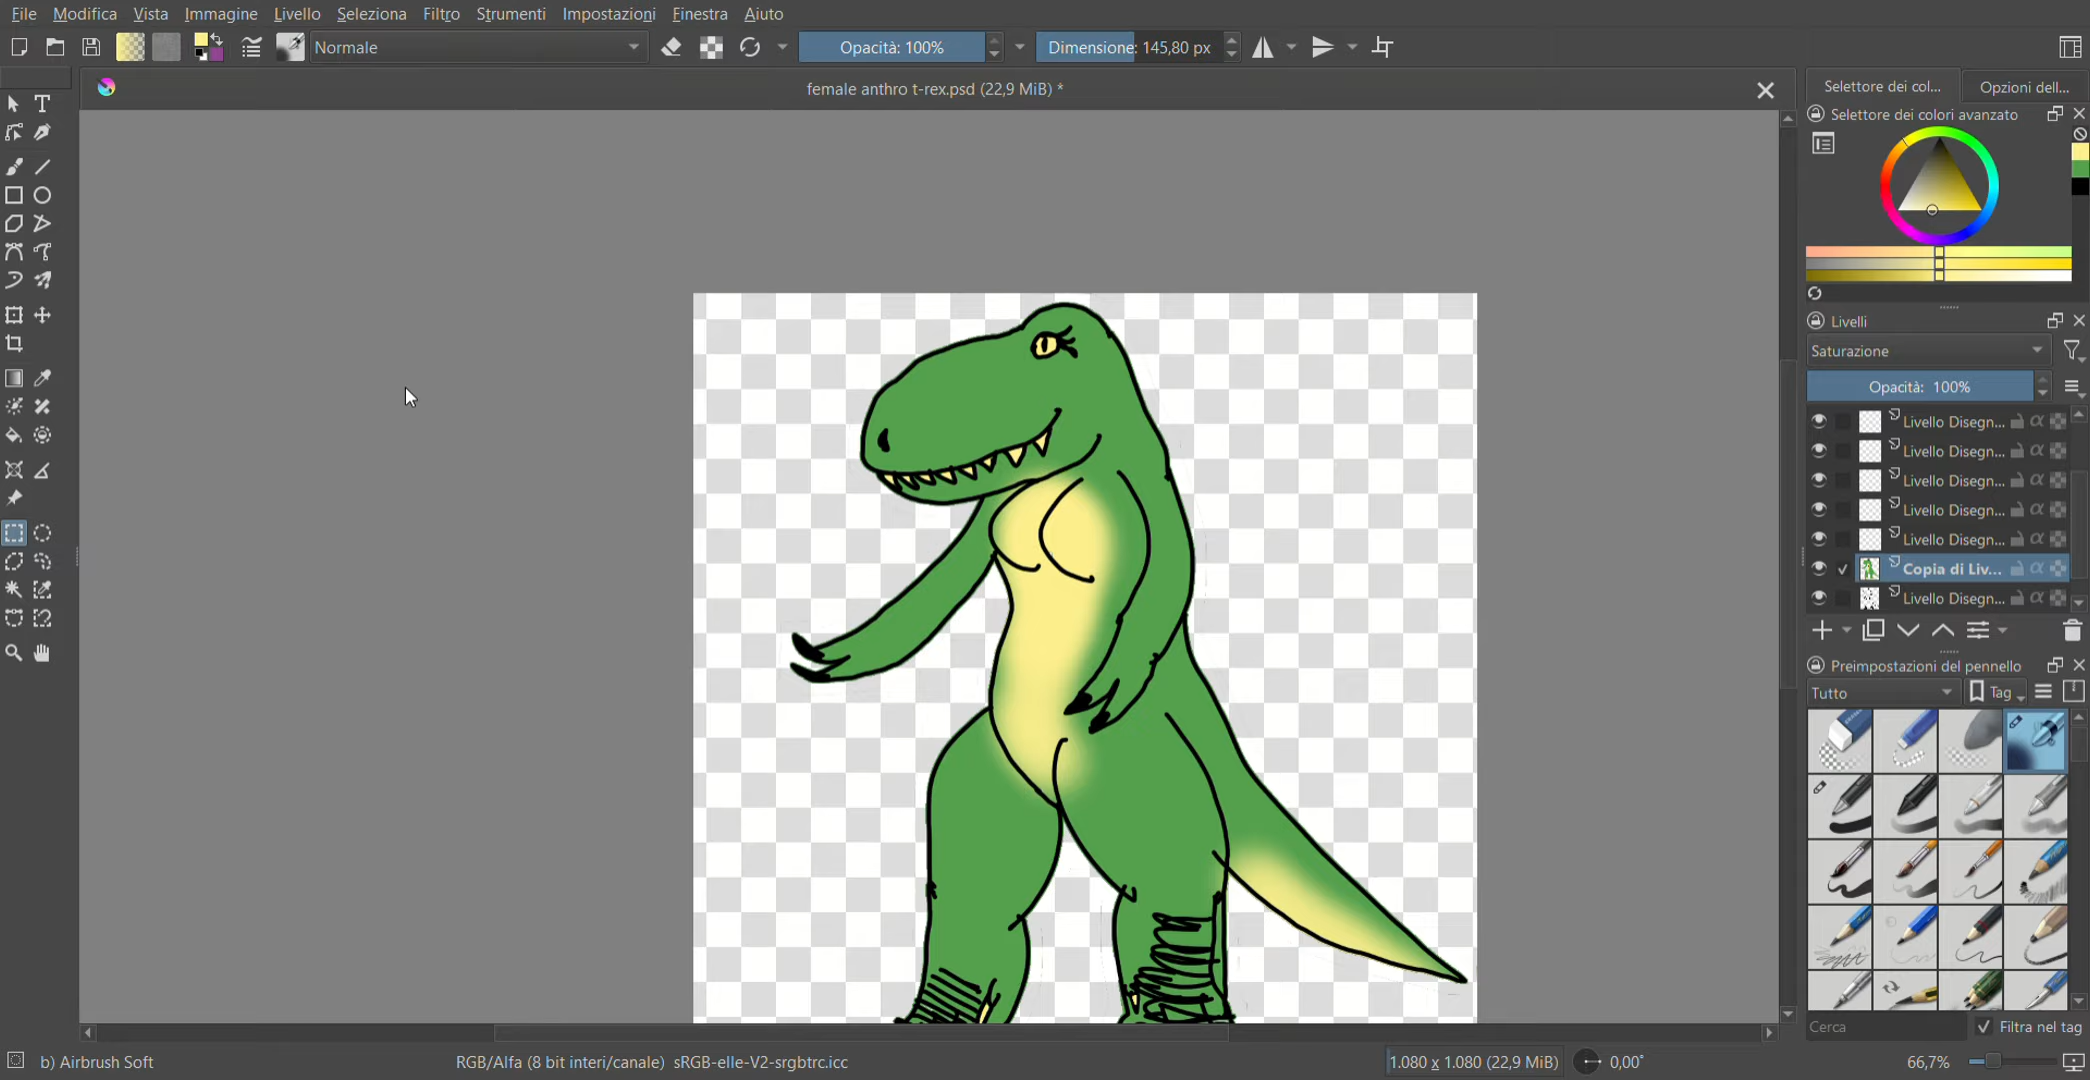 File Modifica Vista Immagine Livello Seleziona Filtro Strumenti Impostazioni Finestra Aiuto
Normale Opacità: 100% Dimensione: 145,80 px
female anthro t-rex.psd (22,9 MiB) *
Selettore dei col... Opzioni dell...
Selettore dei colori avanzato
Livelli
Saturazione
Opacità: 100%
Livello Disegn...
Livello Disegn...
Livello Disegn...
Livello Disegn...
Livello Disegn...
Copia di Liv...
Livello Disegn...
Preimpostazioni del pennello
Tutto Tag
Cerca Filtra nel tag
b) Airbrush Soft RGB/Alfa (8 bit interi/canale) sRGB-elle-V2-srgbtrc.icc 1.080 x 1.080 (22,9 MiB) 0,00° 66,7%